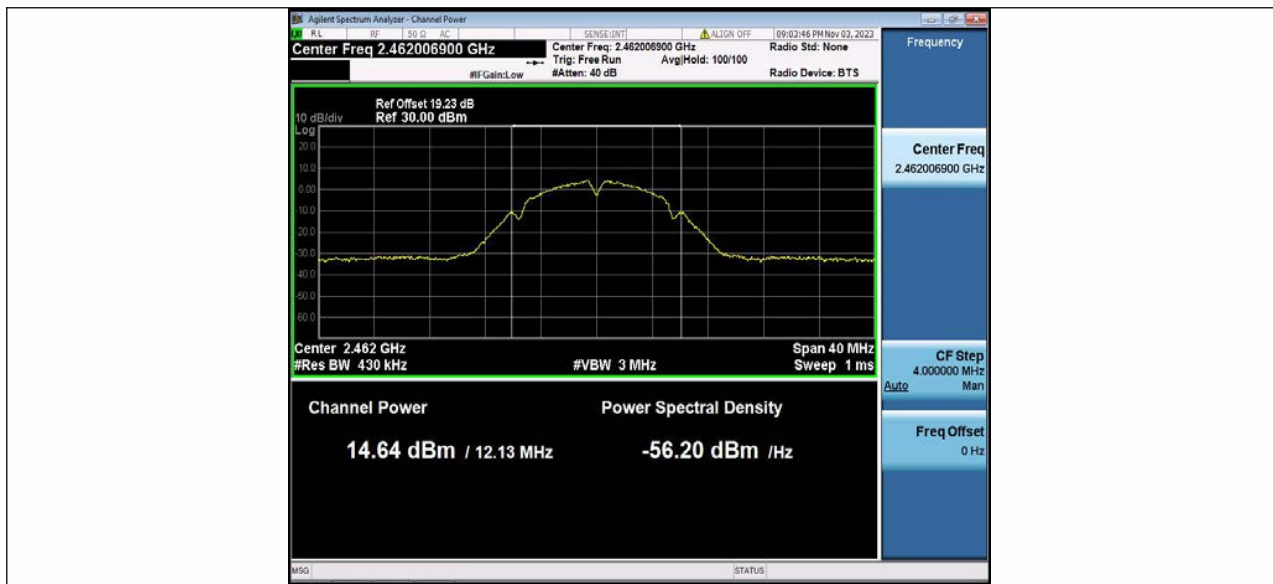 Agilent Spectrum Analyzer - Channel Power
RL RF 50 Ω AC SENSE:INT ALIGN OFF 09:03:46 PM Nov 03, 2023
Center Freq 2.462006900 GHz
Center Freq: 2.462006900 GHz Radio Std: None
Trig: Free Run Avg|Hold: 100/100
#IFGain:Low #Atten: 40 dB Radio Device: BTS
Frequency
Ref Offset 19.23 dB
10 dB/div Ref 30.00 dBm
Log
20.0
10.0
0.00
-10.0
-20.0
-30.0
-40.0
-50.0
-60.0
Center 2.462 GHz Span 40 MHz
#Res BW 430 kHz #VBW 3 MHz Sweep 1 ms
Channel Power Power Spectral Density
14.64 dBm / 12.13 MHz -56.20 dBm /Hz
Center Freq
2.462006900 GHz
CF Step
4.000000 MHz
Auto Man
Freq Offset
0 Hz
MSG STATUS